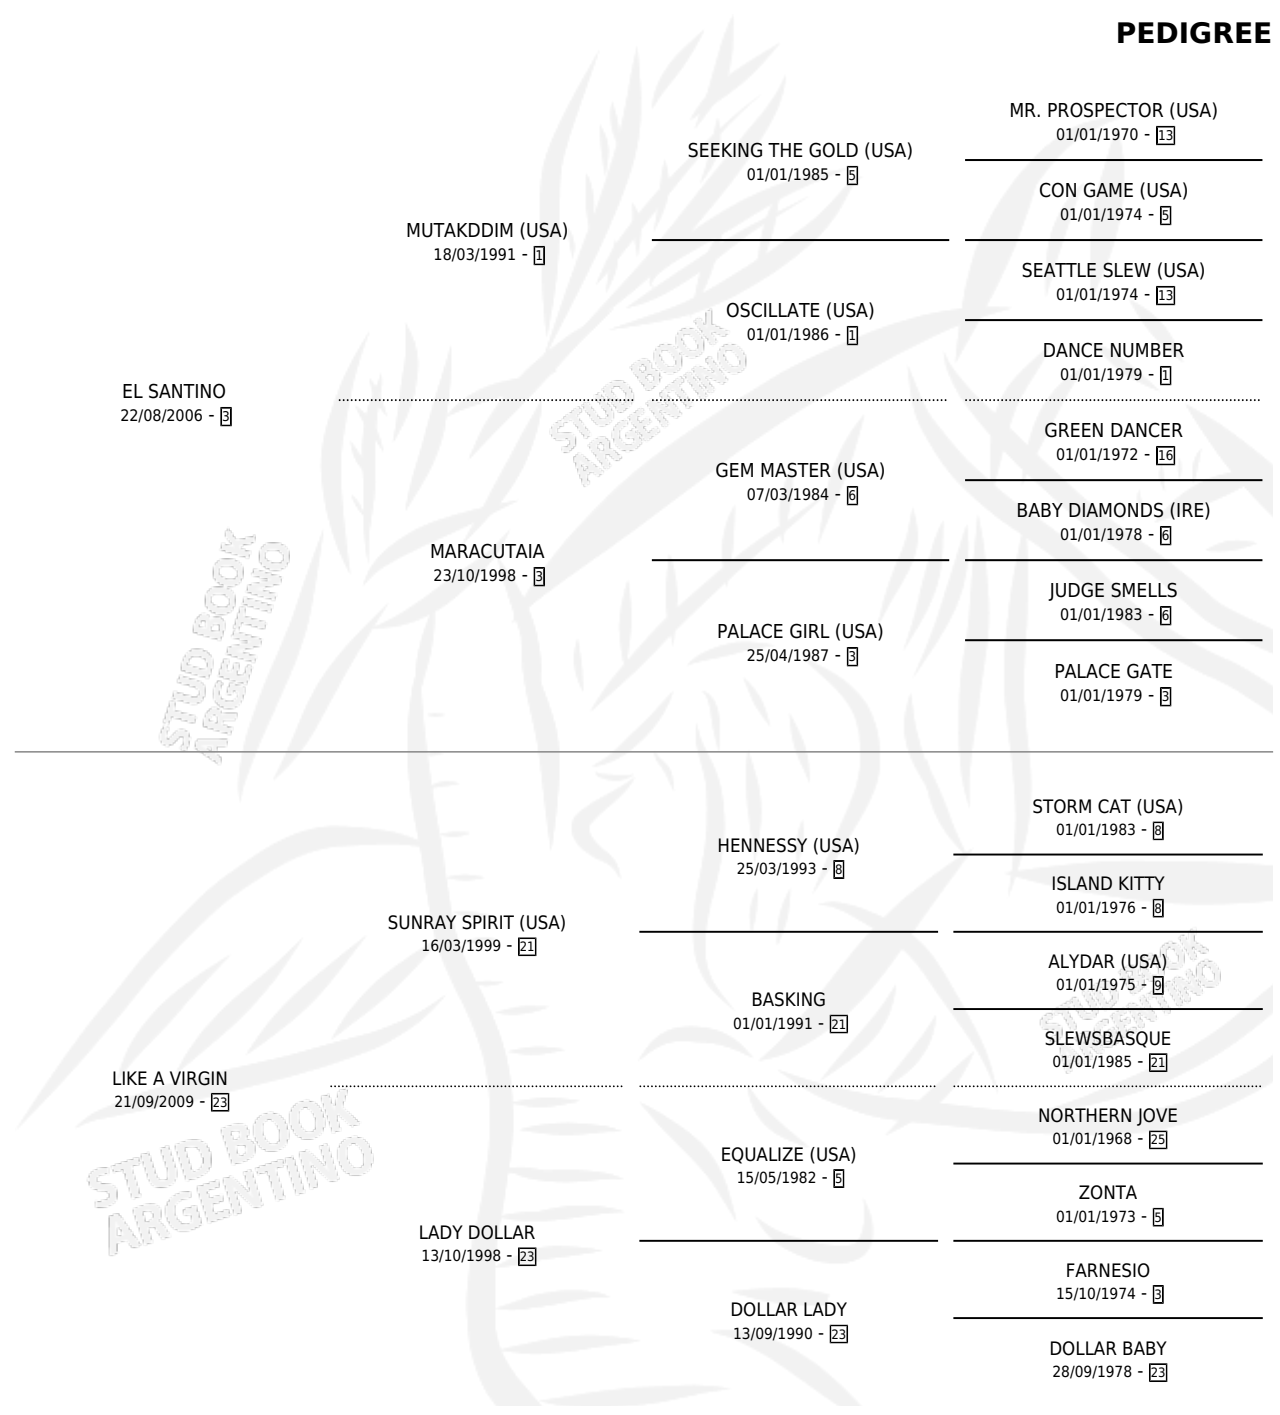 PEDIGREE
MR. PROSPECTOR (USA)
01/01/1970 - 13
SEEKING THE GOLD (USA)
01/01/1985 - 5
CON GAME (USA)
01/01/1974 - 5
MUTAKDDIM (USA)
18/03/1991 - 1
SEATTLE SLEW (USA)
01/01/1974 - 13
OSCILLATE (USA)
01/01/1986 - 1
DANCE NUMBER
01/01/1979 - 1
EL SANTINO
22/08/2006 - 3
GREEN DANCER
01/01/1972 - 16
GEM MASTER (USA)
07/03/1984 - 6
BABY DIAMONDS (IRE)
01/01/1978 - 6
MARACUTAIA
23/10/1998 - 3
JUDGE SMELLS
01/01/1983 - 6
PALACE GIRL (USA)
25/04/1987 - 3
PALACE GATE
01/01/1979 - 3
STORM CAT (USA)
01/01/1983 - 8
HENNESSY (USA)
25/03/1993 - 8
ISLAND KITTY
01/01/1976 - 8
SUNRAY SPIRIT (USA)
16/03/1999 - 21
ALYDAR (USA)
01/01/1975 - 9
BASKING
01/01/1991 - 21
SLEWSBASQUE
01/01/1985 - 21
LIKE A VIRGIN
21/09/2009 - 23
NORTHERN JOVE
01/01/1968 - 25
EQUALIZE (USA)
15/05/1982 - 5
ZONTA
01/01/1973 - 5
LADY DOLLAR
13/10/1998 - 23
FARNESIO
15/10/1974 - 3
DOLLAR LADY
13/09/1990 - 23
DOLLAR BABY
28/09/1978 - 23
STUD BOOK
ARGENTINO
STUD BOOK
ARGENTINO
STUD BOOK
ARGENTINO
STUD BOOK
ARGENTINO